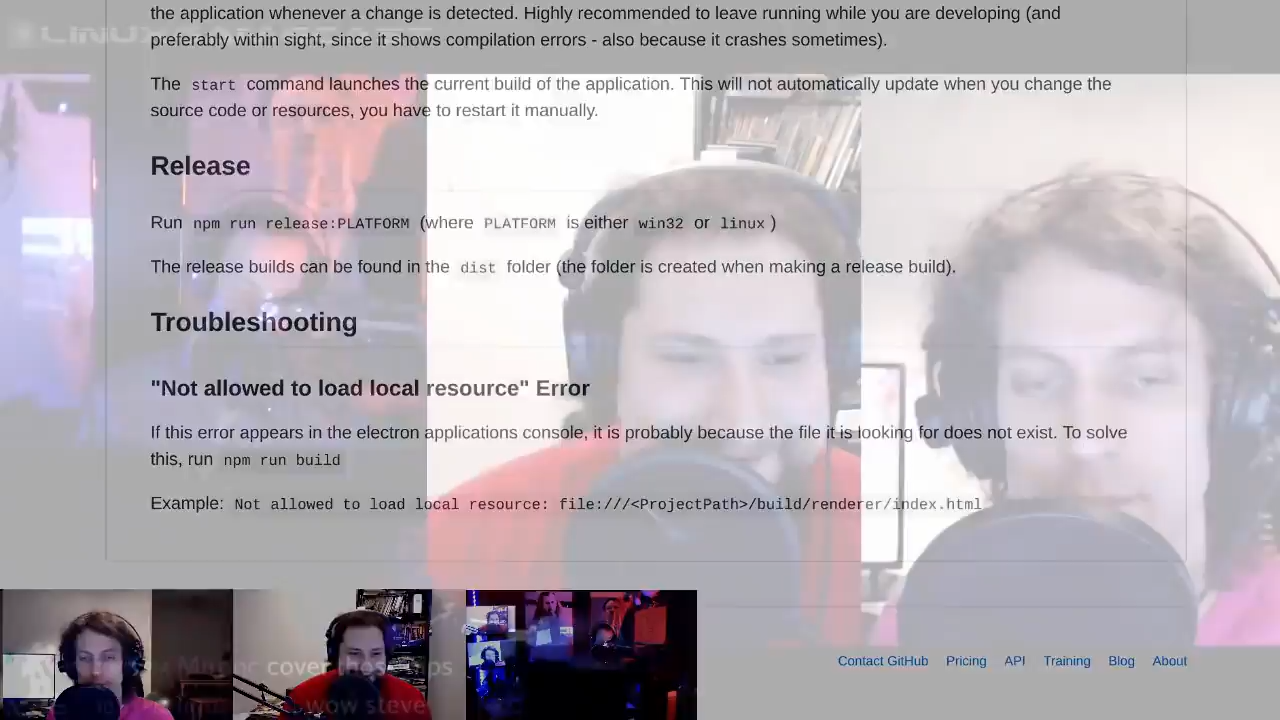 the application whenever a change is detected. Highly recommended to leave running while you are developing (and
LINUX
preferably within sight, since it shows compilation errors - also because it crashes sometimes).
The start command launches the current build of the application. This will not automatically update when you change the
source code or resources, you have to restart it manually.
Release
Run npm run release:PLATFORM (where PLATFORM is either win32 or linux )
The release builds can be found in the dist folder (the folder is created when making a release build).
Troubleshooting
"Not allowed to load local resource" Error
If this error appears in the electron applications console, it is probably because the file it is looking for does not exist. To solve
this, run npm run build
Example: Not allowed to load local resource: file:///<ProjectPath>/build/renderer/index.html
Contact GitHub Pricing API Training Blog About
cover
wow steve